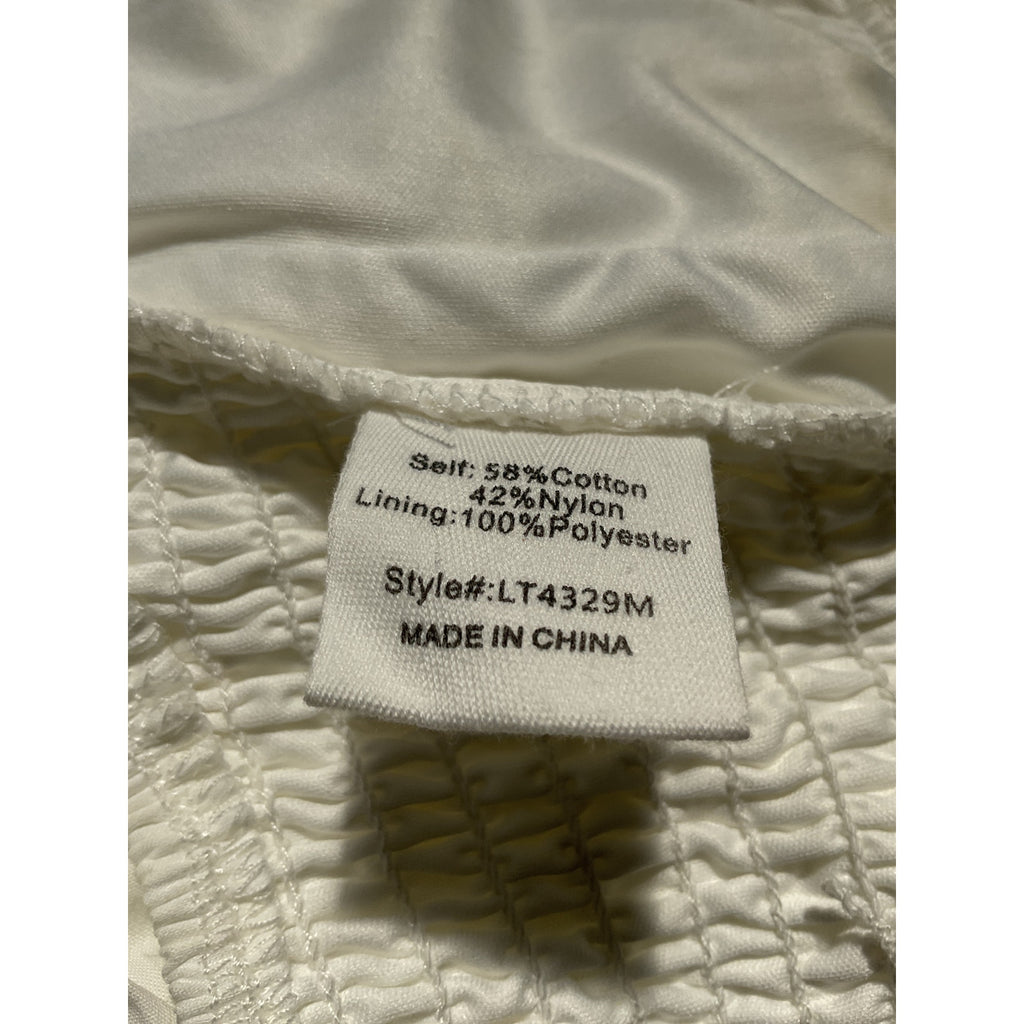 Self: 58%Cotton
42%Nylon
Lining:100%Polyester
Style#:LT4329M
MADE IN CHINA